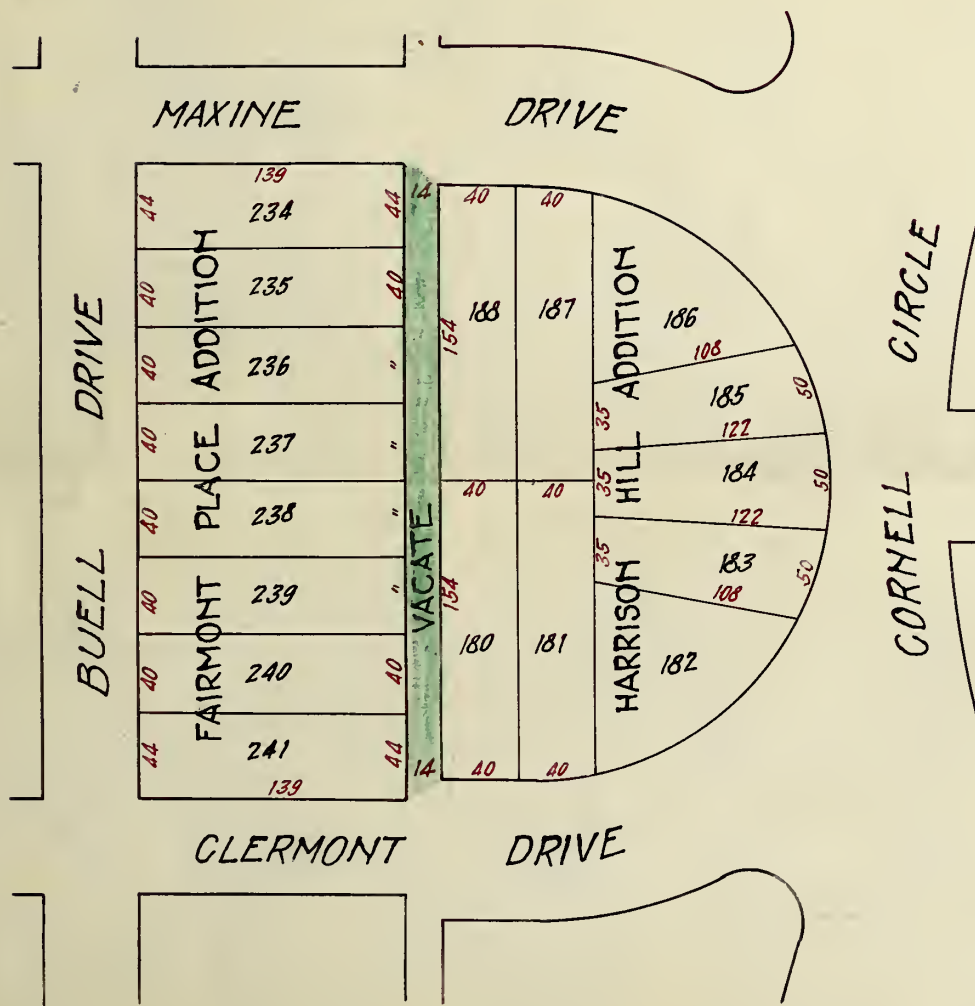 MAXINE DRIVE
139
44 234 44 14 40 40
40 235 40
40 236 "
40 237 "
40 238 "
40 239 "
40 240 40
44 241 44 14 40 40
139
FAIRMONT PLACE ADDITION
VACATE
154
188
187
186
108
35 185 50
122
40 40
35 184 50
122
35 183 50
108
154
180
181
182
HARRISON HILL ADDITION
BUELL DRIVE
CORNELL CIRCLE
CLERMONT DRIVE